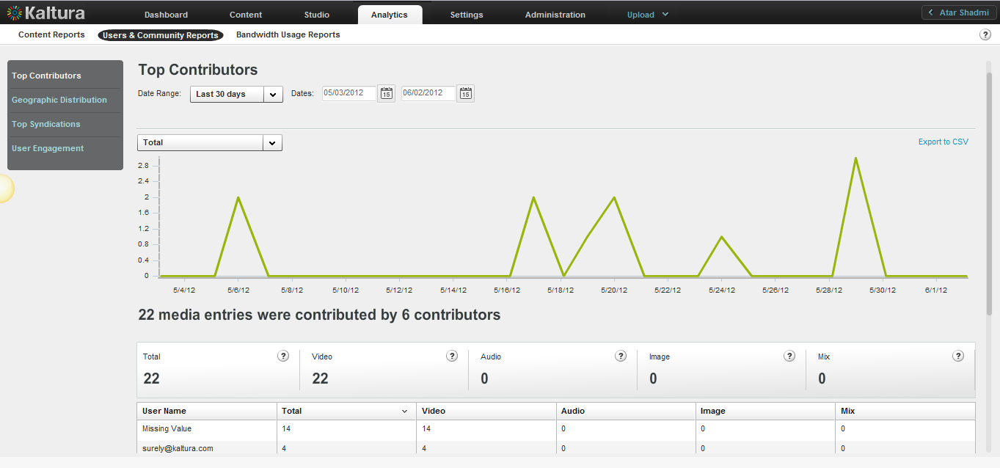 Kaltura Dashboard Content Studio Analytics Settings Administration Upload Atar Shadmi
Content Reports Users & Community Reports Bandwidth Usage Reports ?
Top Contributors
Geographic Distribution
Top Syndications
User Engagement
Top Contributors
Date Range: Last 30 days Dates: 05/03/2012 15 06/02/2012 15
Total Export to CSV
2.8
2.4
2
1.6
1.2
0.8
0.4
0
5/4/12 5/6/12 5/8/12 5/10/12 5/12/12 5/14/12 5/16/12 5/18/12 5/20/12 5/22/12 5/24/12 5/26/12 5/28/12 5/30/12 6/1/12
22 media entries were contributed by 6 contributors
Total ? Video ? Audio ? Image ? Mix ?
22 22 0 0 0
User Name Total Video Audio Image Mix
Missing Value 14 14 0 0 0
surely@kaltura.com 4 4 0 0 0